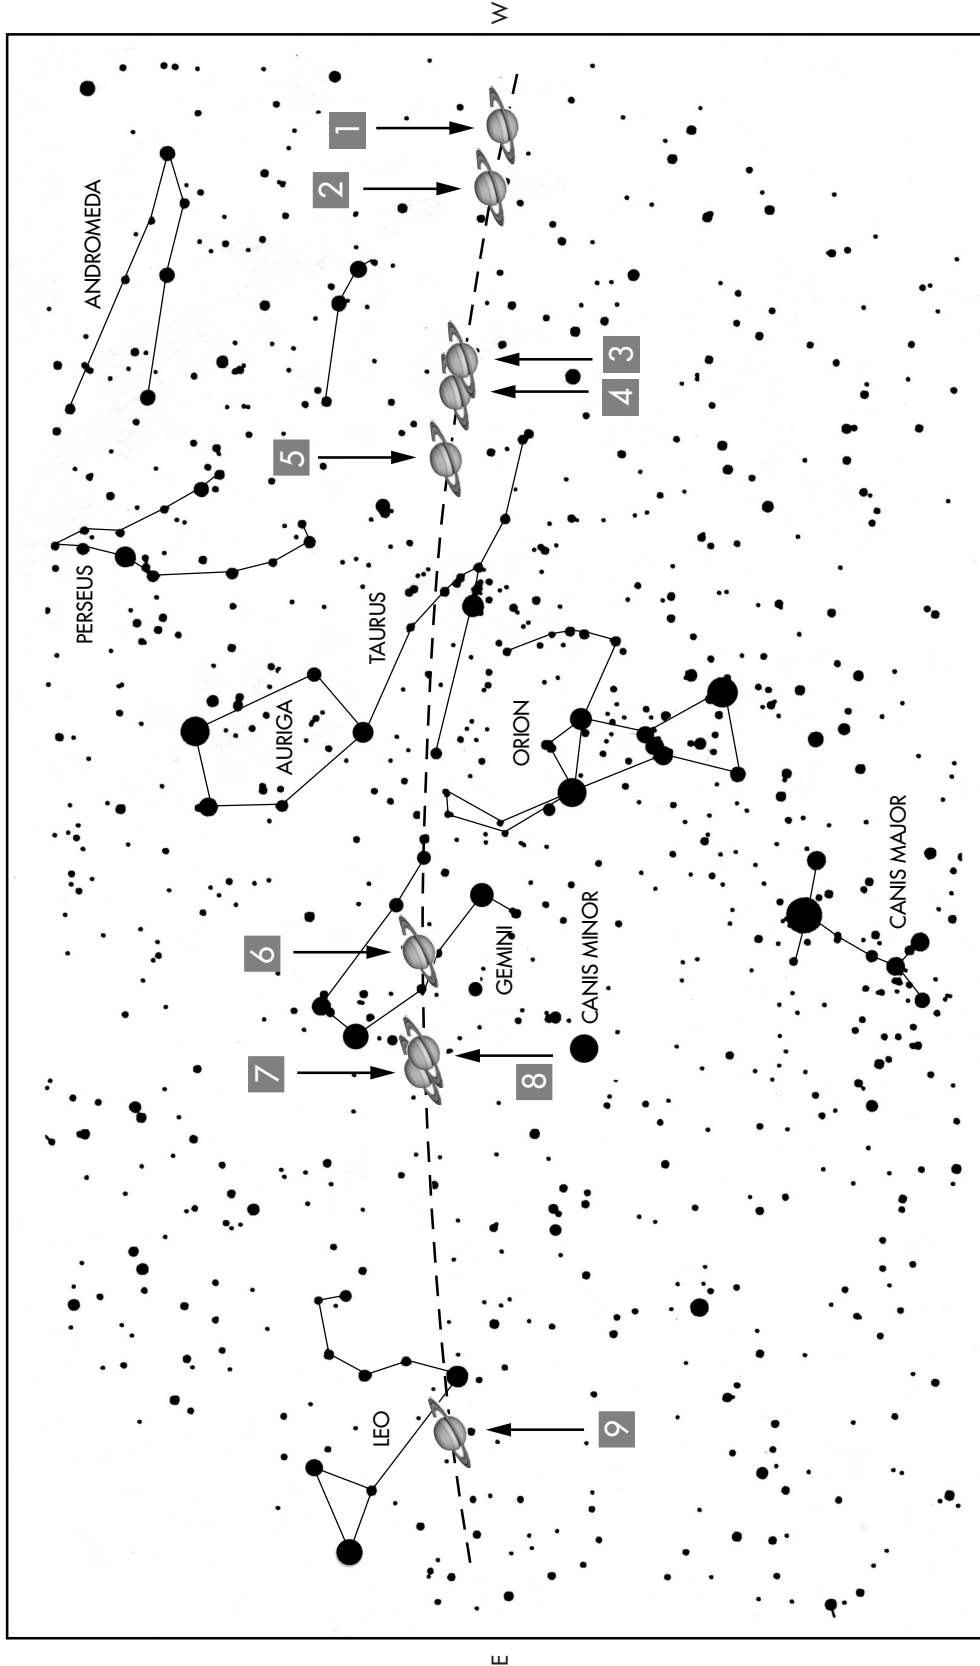 E
W
LEO
9
7
8
6
GEMINI
CANIS MINOR
CANIS MAJOR
AURIGA
ORION
TAURUS
PERSEUS
5
4
3
ANDROMEDA
2
1